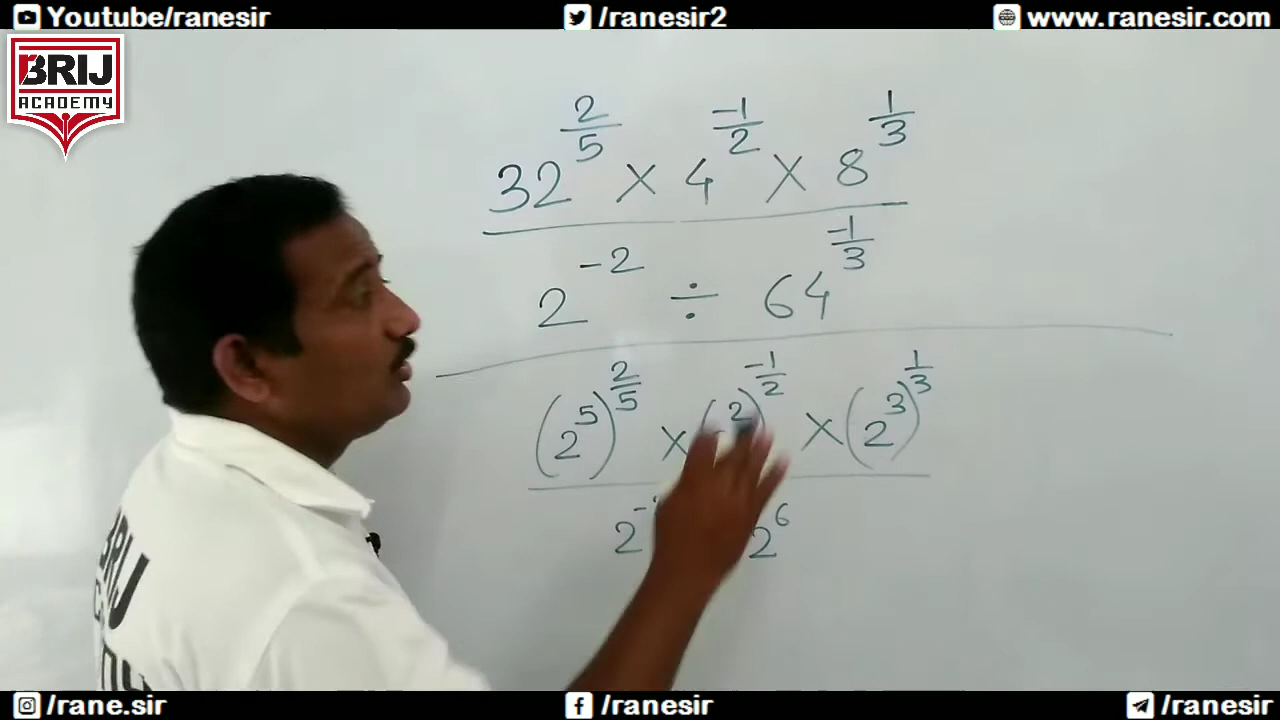 Youtube/ranesir /ranesir2 www.ranesir.com
BRIJ
ACADEMY
32^(2/5) × 4^(-1/2) × 8^(1/3)
2^(-2) ÷ 64^(-1/3)
(2^5)^(2/5) × ( ^2)^(-1/2) × (2^3)^(1/3)
2^- 2^6
BRIJ
/rane.sir /ranesir /ranesir